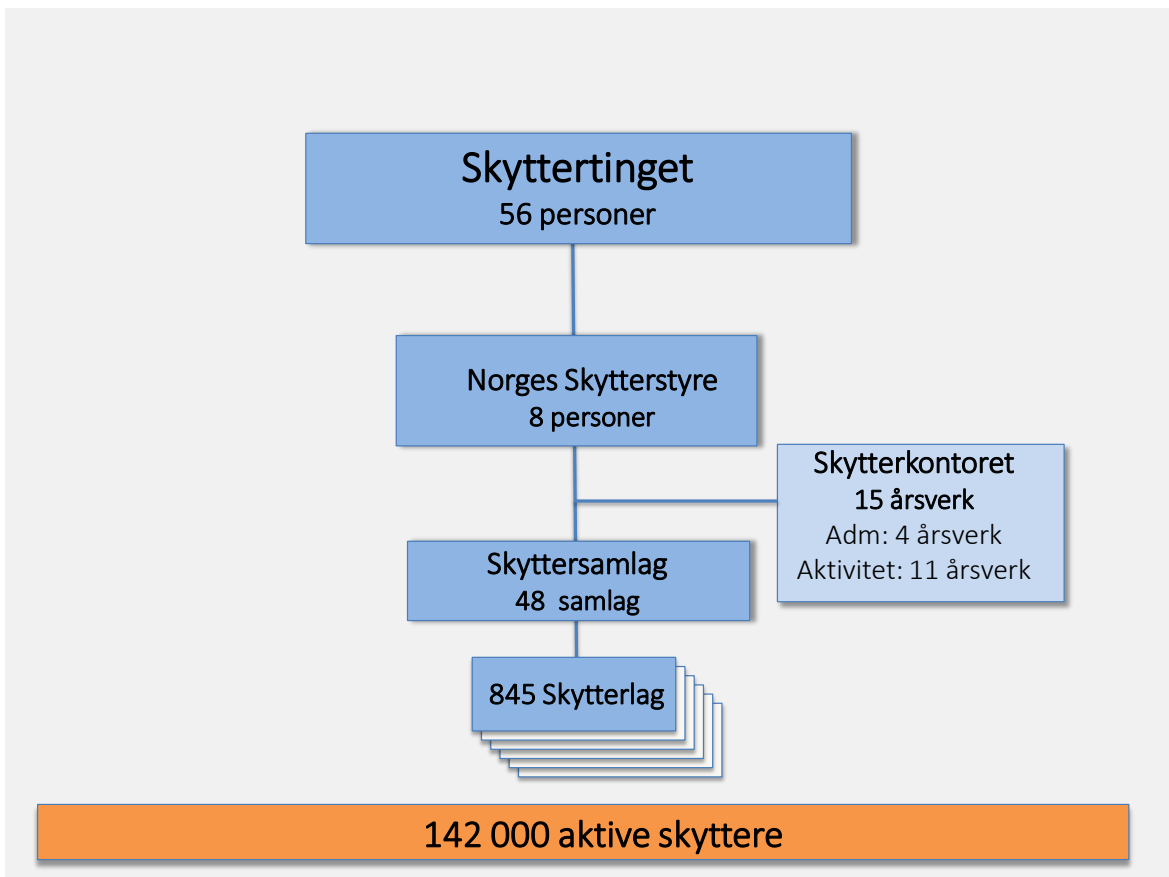 Skyttertinget
56 personer
Norges Skytterstyre
8 personer
Skytterkontoret
15 årsverk
Adm: 4 årsverk
Aktivitet: 11 årsverk
Skyttersamlag
48 samlag
845 Skytterlag
142 000 aktive skyttere